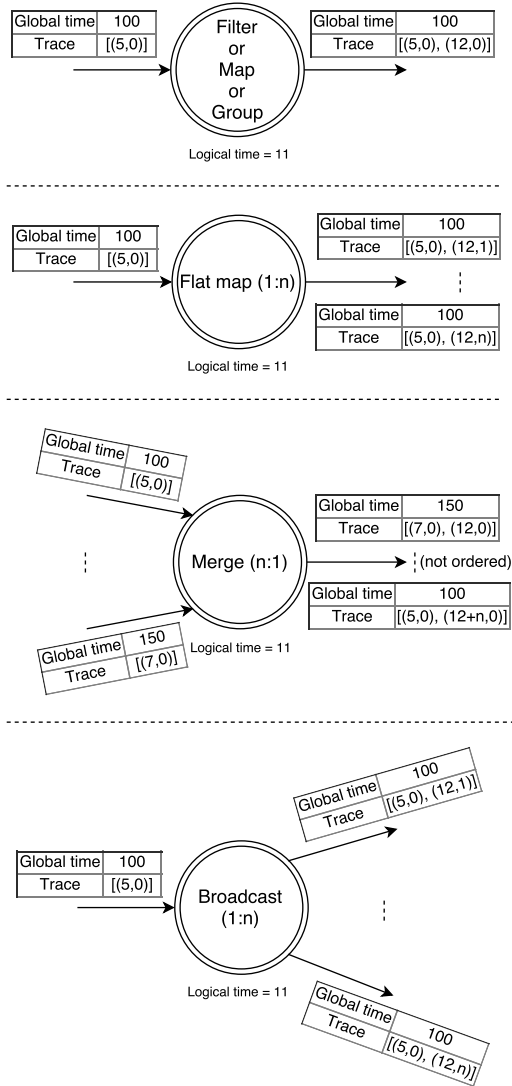 Global time 100
Trace [(5,0)]
Filter
or
Map
or
Group
Global time 100
Trace [(5,0), (12,0)]
Logical time = 11
Global time 100
Trace [(5,0)]
Flat map (1:n)
Global time 100
Trace [(5,0), (12,1)]
Global time 100
Trace [(5,0), (12,n)]
Logical time = 11
Global time 100
Trace [(5,0)]
Merge (n:1)
Global time 150
Trace [(7,0), (12,0)]
(not ordered)
Global time 100
Trace [(5,0), (12+n,0)]
Global time 150
Trace [(7,0)]
Logical time = 11
Global time 100
Trace [(5,0), (12,1)]
Global time 100
Trace [(5,0)]
Broadcast
(1:n)
Logical time = 11
Global time 100
Trace [(5,0), (12,n)]